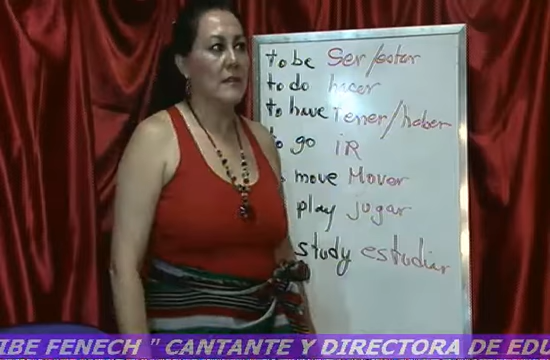 to be Ser/estar
to do hacer
to have Tener/haber
to go iR
move Mover
play jugar
study estudiar
IBE FENECH " CANTANTE Y DIRECTORA DE EDU